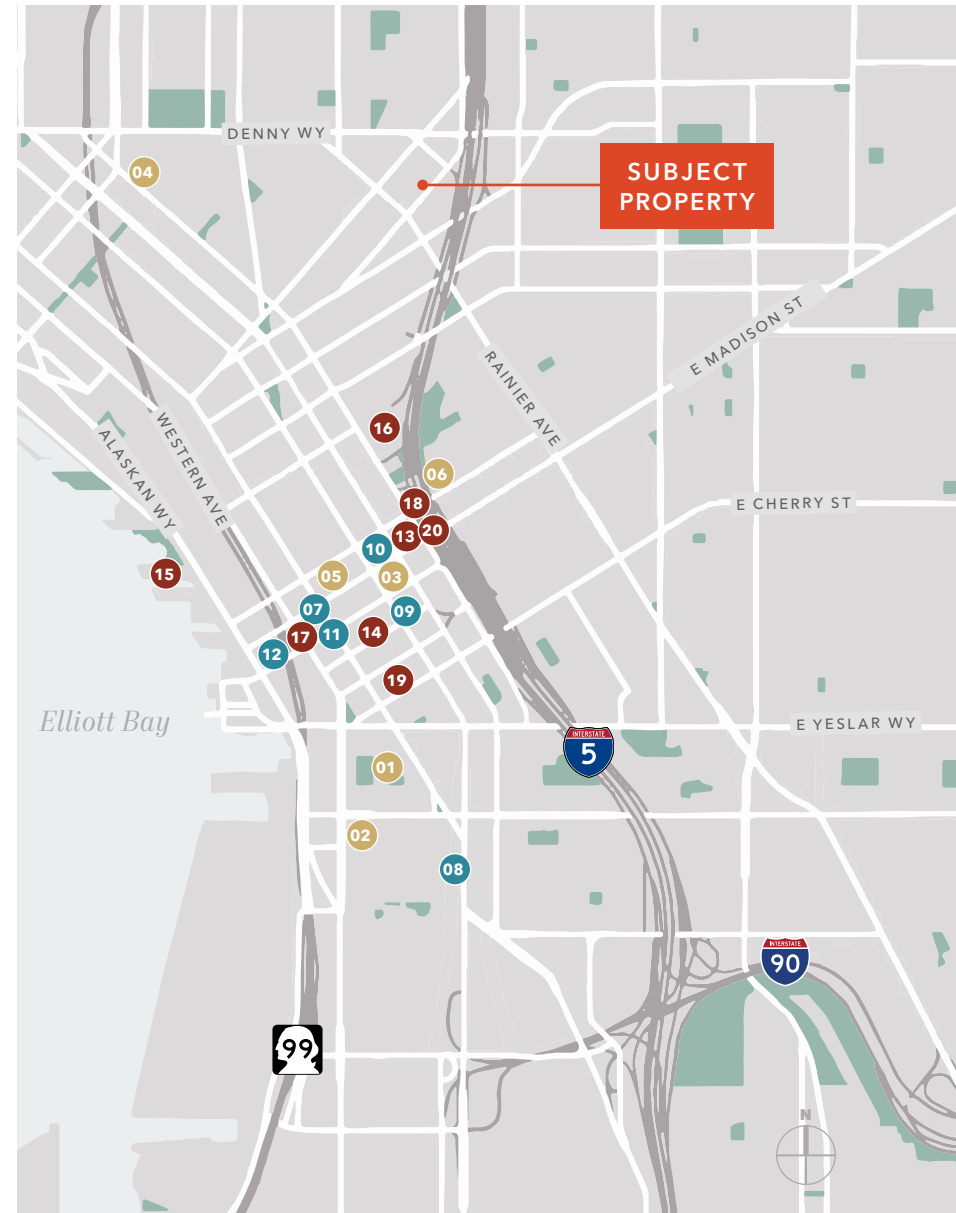 DENNY WY
04
SUBJECT
PROPERTY
E MADISON ST
RAINIER AVE
WESTERN AVE
ALASKAN WY
16
06
18
E CHERRY ST
20
13
10
15
05
03
07
09
11
14
17
12
19
Elliott Bay
E YESLAR WY
INTERSTATE
5
01
02
08
INTERSTATE
90
99
N